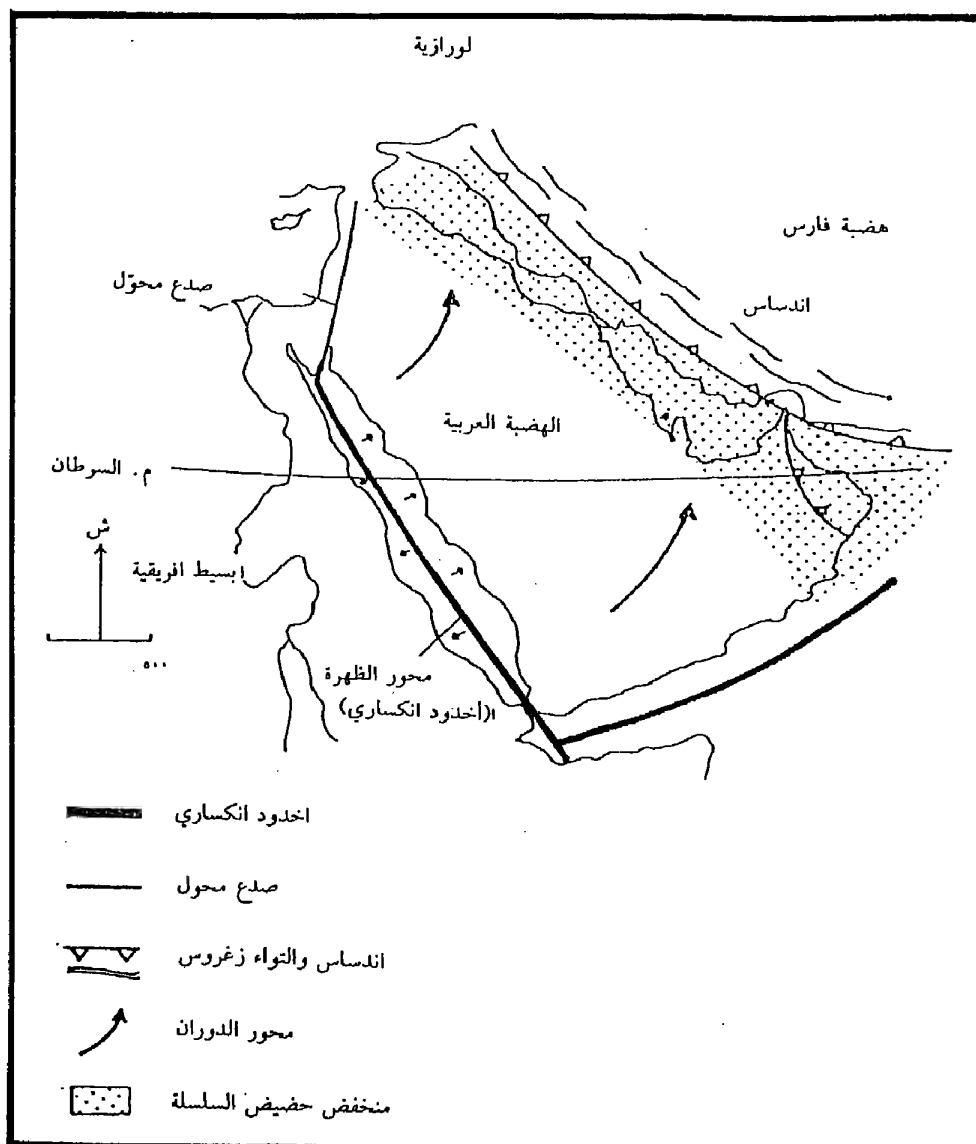 لورازية
هضبة فارس
صدع محوّل
اندساس
الهضبة العربية
م. السرطان
ش
ابسيط افريقية
٥٠٠
محور الظهرة
(أخدود انكساري)
اخدود انكساري
صدع محول
اندساس والتواء زغروس
محور الدوران
منخفض حضيض السلسلة